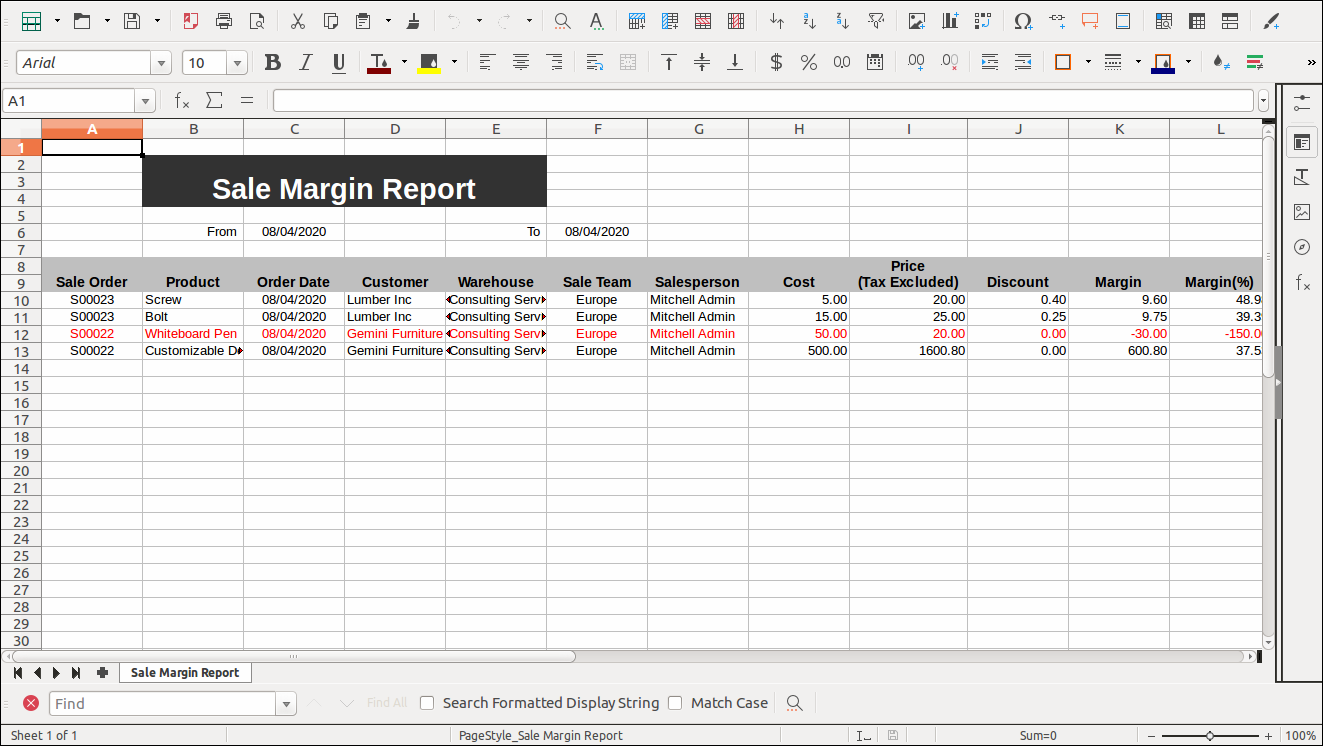 Arial
10
A1
A B C D E F G H I J K L
1
2
3
4
Sale Margin Report
5
6 From 08/04/2020 To 08/04/2020
7
8
9 Sale Order Product Order Date Customer Warehouse Sale Team Salesperson Cost Price (Tax Excluded) Discount Margin Margin(%)
10 S00023 Screw 08/04/2020 Lumber Inc Consulting Serv Europe Mitchell Admin 5.00 20.00 0.40 9.60 48.9
11 S00023 Bolt 08/04/2020 Lumber Inc Consulting Serv Europe Mitchell Admin 15.00 25.00 0.25 9.75 39.3
12 S00022 Whiteboard Pen 08/04/2020 Gemini Furniture Consulting Serv Europe Mitchell Admin 50.00 20.00 0.00 -30.00 -150.0
13 S00022 Customizable D 08/04/2020 Gemini Furniture Consulting Serv Europe Mitchell Admin 500.00 1600.80 0.00 600.80 37.5
14
15
16
17
18
19
20
21
22
23
24
25
26
27
28
29
30
Sale Margin Report
Find Find All Search Formatted Display String Match Case
Sheet 1 of 1 PageStyle_Sale Margin Report Sum=0 100%